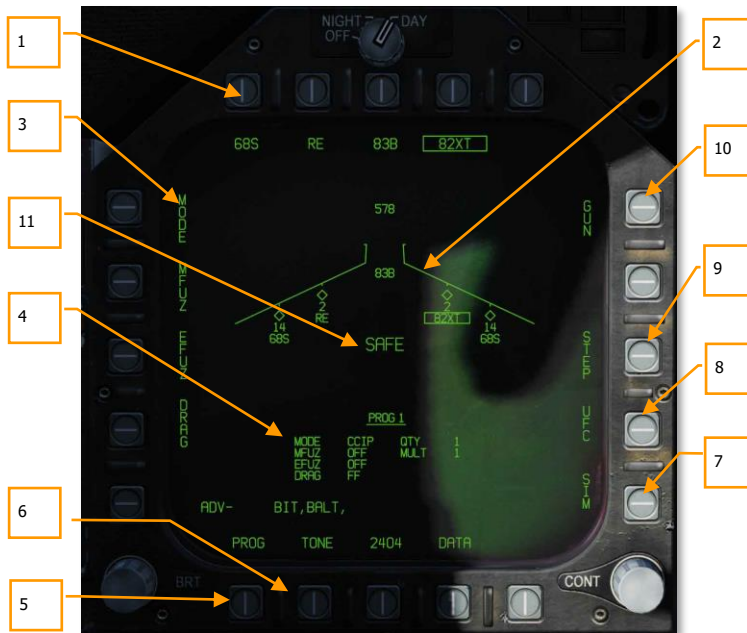 NIGHT DAY
OFF
1
2
3
10
11
9
4
8
6
7
5
68S RE 83B 82XT
MODE
MFUZ
EFUZ
DRAG
GUN
STEP
UFC
SIM
578
83B
2
RE
2
82XT
14
68S
14
68S
SAFE
PROG 1
MODE CCIP QTY 1
MFUZ OFF MULT 1
EFUZ OFF
DRAG FF
ADV- BIT,BALT,
PROG TONE 2404 DATA
BRT
CONT